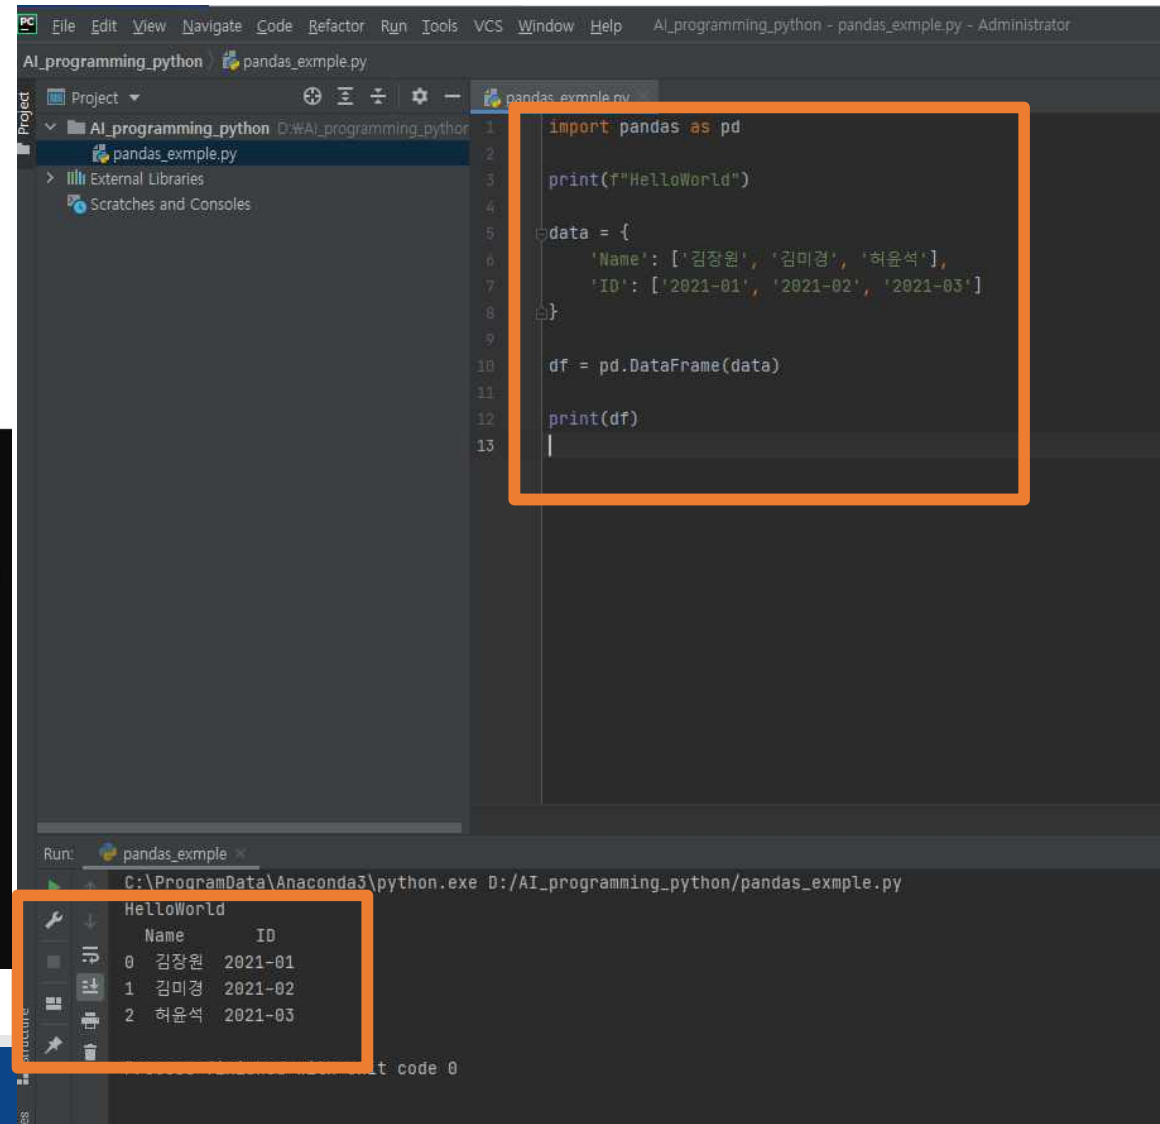 File Edit View Navigate Code Refactor Run Tools VCS Window Help AI_programming_python - pandas_exmple.py - Administrator
AI_programming_python pandas_exmple.py
Project
Project
pandas_exmple.py
AI_programming_python D:₩AI_programming_python
pandas_exmple.py
External Libraries
Scratches and Consoles
1 import pandas as pd
2
3 print(f"HelloWorld")
4
5 data = {
6 'Name': ['김장원', '김미경', '허윤석'],
7 'ID': ['2021-01', '2021-02', '2021-03']
8 }
9
10 df = pd.DataFrame(data)
11
12 print(df)
13
Run: pandas_exmple
C:\ProgramData\Anaconda3\python.exe D:/AI_programming_python/pandas_exmple.py
HelloWorld
Name ID
0 김장원 2021-01
1 김미경 2021-02
2 허윤석 2021-03
exit code 0